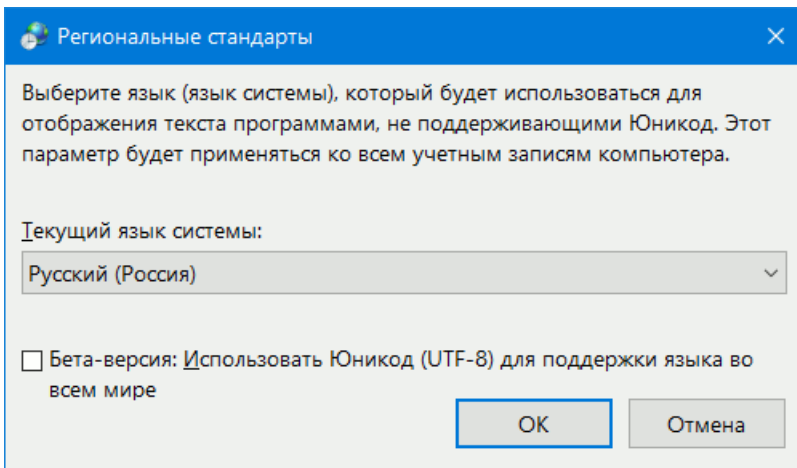 Региональные стандарты
Выберите язык (язык системы), который будет использоваться для
отображения текста программами, не поддерживающими Юникод. Этот
параметр будет применяться ко всем учетным записям компьютера.
Текущий язык системы:
Русский (Россия)
Бета-версия: Использовать Юникод (UTF-8) для поддержки языка во
всем мире
ОК
Отмена